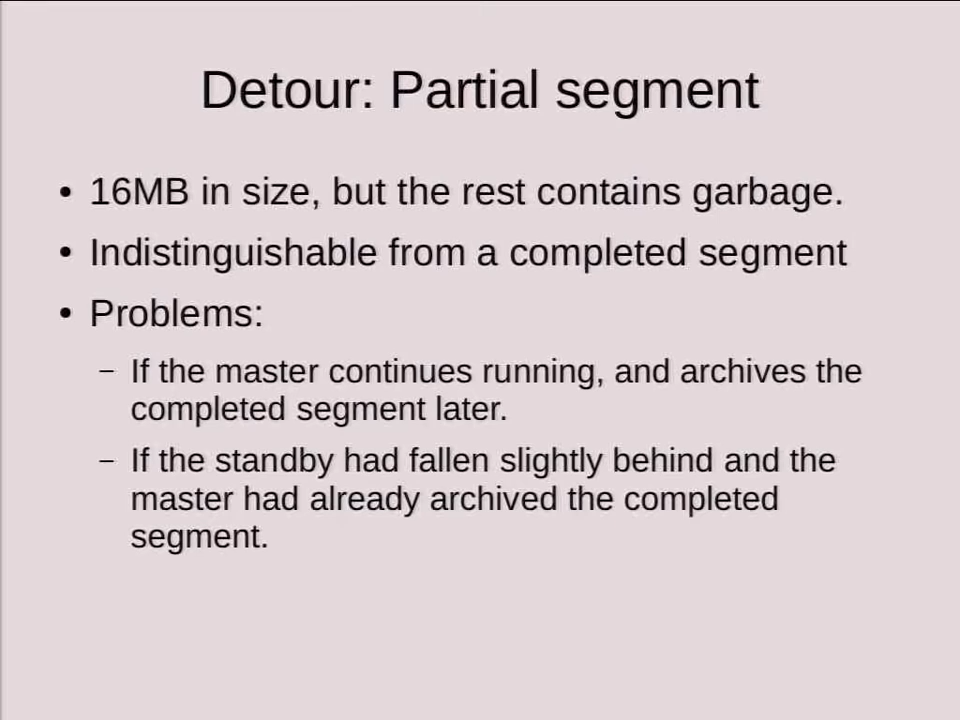 Detour: Partial segment
• 16MB in size, but the rest contains garbage.
• Indistinguishable from a completed segment
• Problems:
– If the master continues running, and archives the
completed segment later.
– If the standby had fallen slightly behind and the
master had already archived the completed
segment.